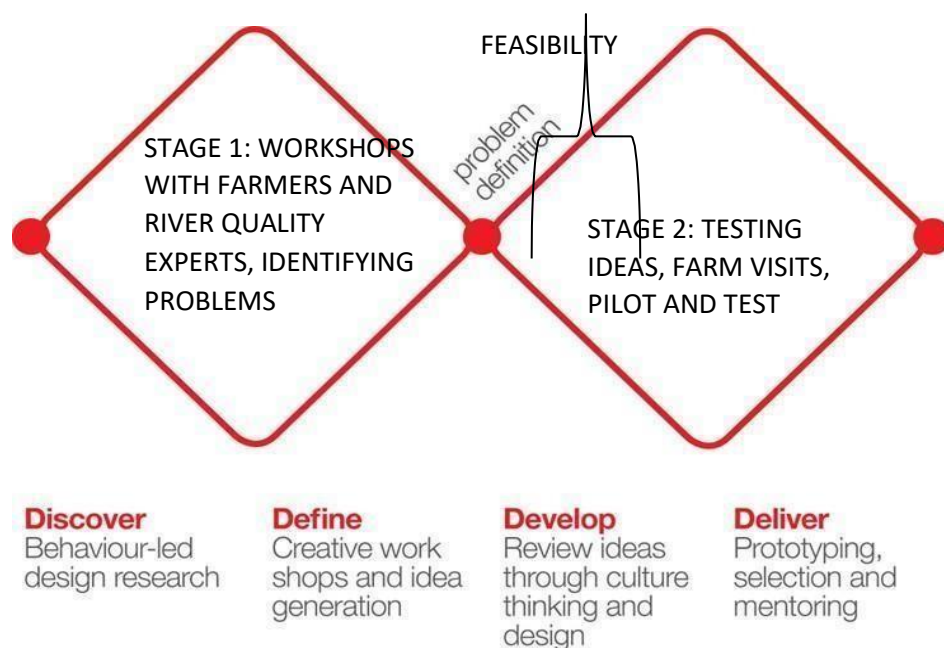 FEASIBILITY
problem
definition
STAGE 1: WORKSHOPS
WITH FARMERS AND
RIVER QUALITY
EXPERTS, IDENTIFYING
PROBLEMS
STAGE 2: TESTING
IDEAS, FARM VISITS,
PILOT AND TEST
Discover
Behaviour-led
design research
Define
Creative work
shops and idea
generation
Develop
Review ideas
through culture
thinking and
design
Deliver
Prototyping,
selection and
mentoring